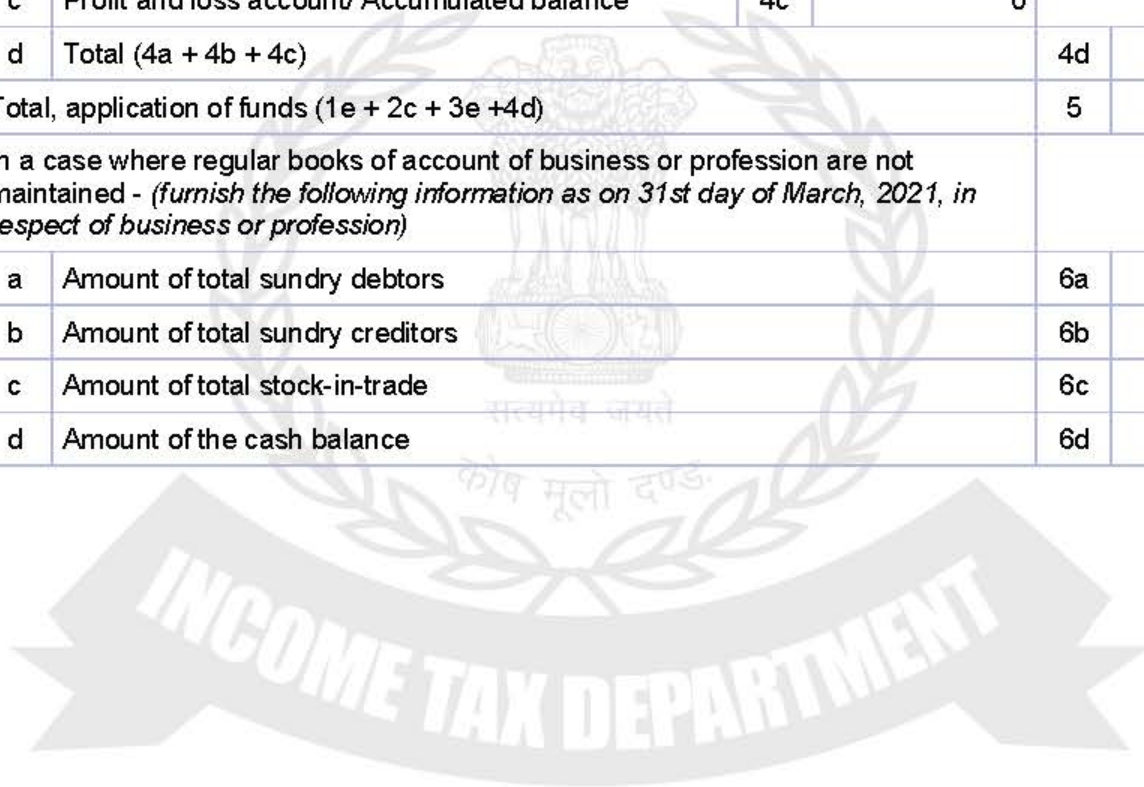 c Profit and loss account/ Accumulated balance 4c 0
d Total (4a + 4b + 4c) 4d
otal, application of funds (1e + 2c + 3e +4d) 5
n a case where regular books of account of business or profession are not
maintained - (furnish the following information as on 31st day of March, 2021, in
espect of business or profession)
a Amount of total sundry debtors 6a
b Amount of total sundry creditors 6b
c Amount of total stock-in-trade 6c
d Amount of the cash balance 6d
सत्यमेव जयते
कोष मूलो दण्डः
INCOME TAX DEPARTMENT